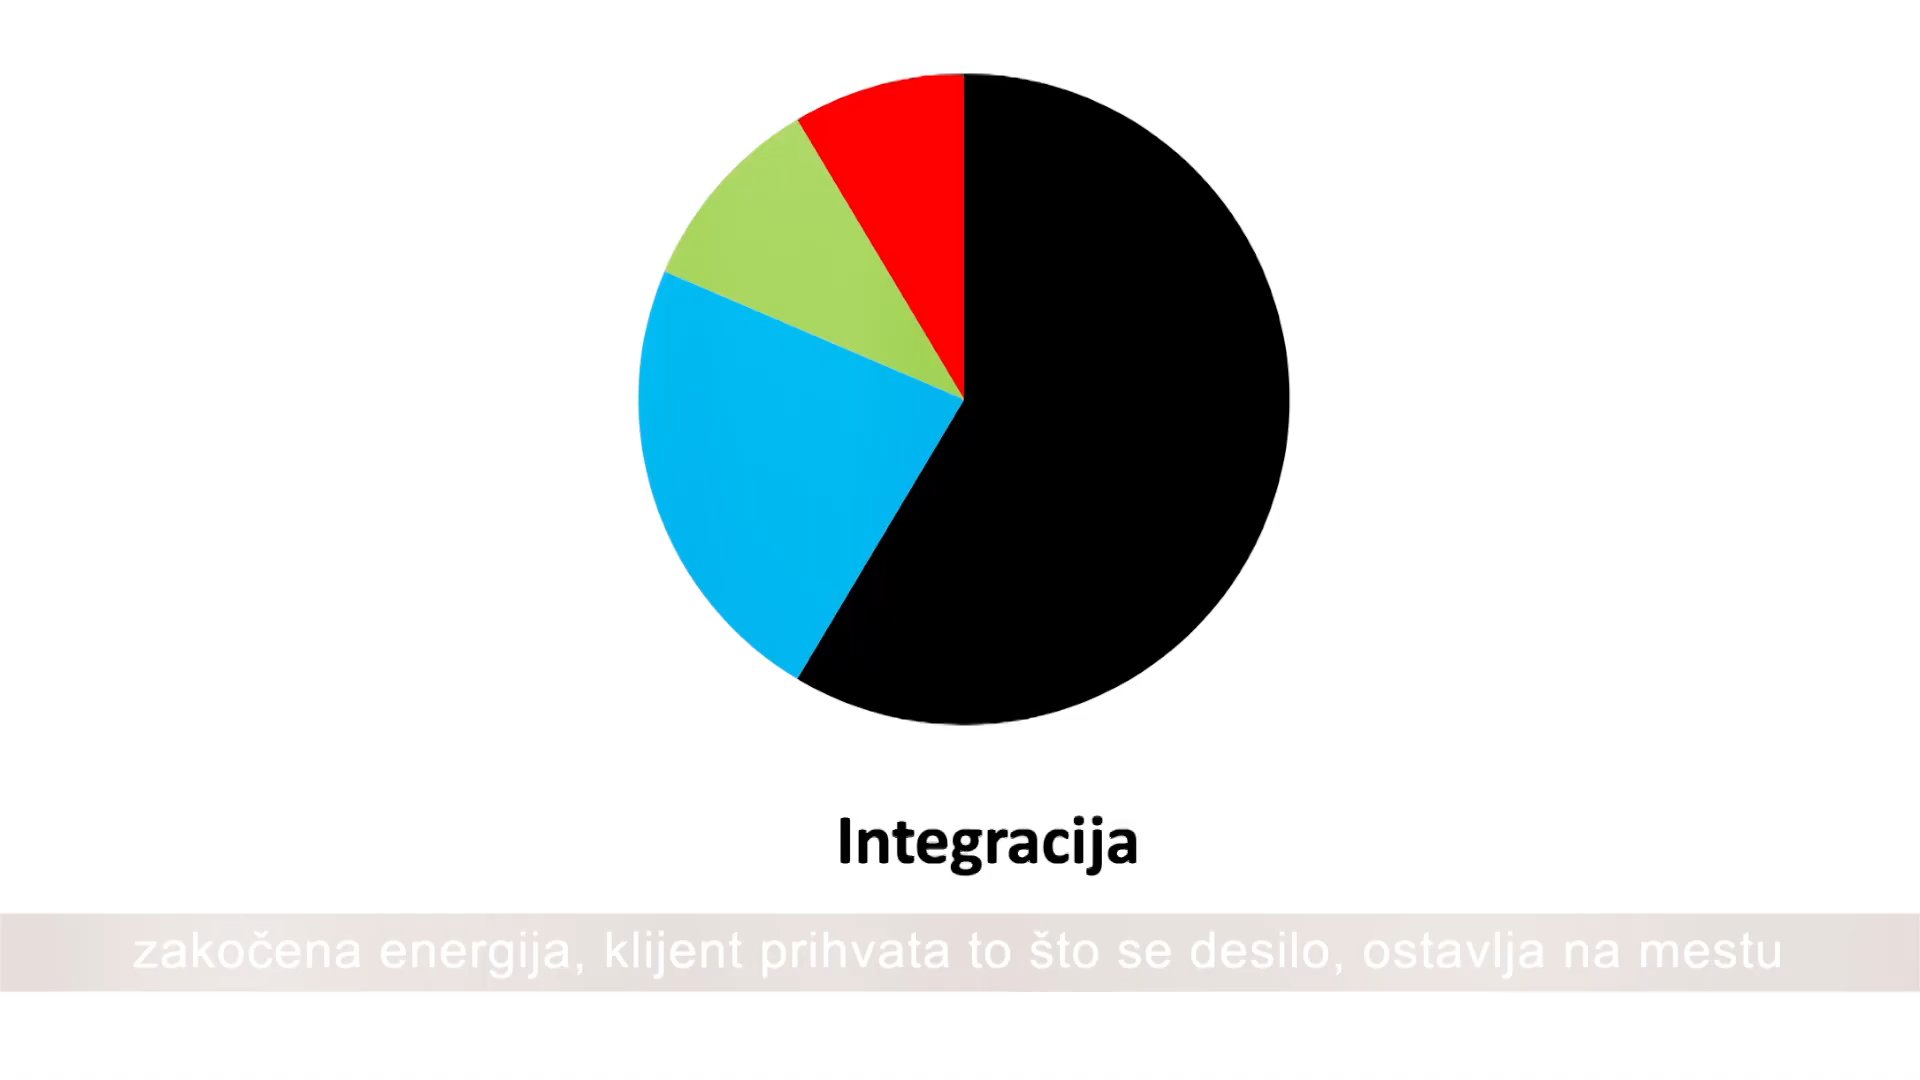 Integracija
zakočena energija, klijent prihvata to što se desilo, ostavlja na mestu